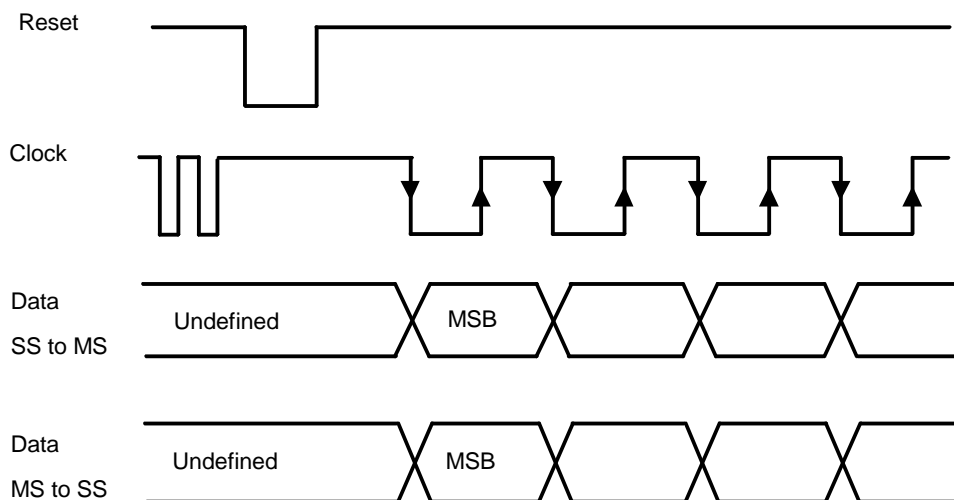 Reset
Clock
Data
SS to MS
Undefined
MSB
Data
MS to SS
Undefined
MSB